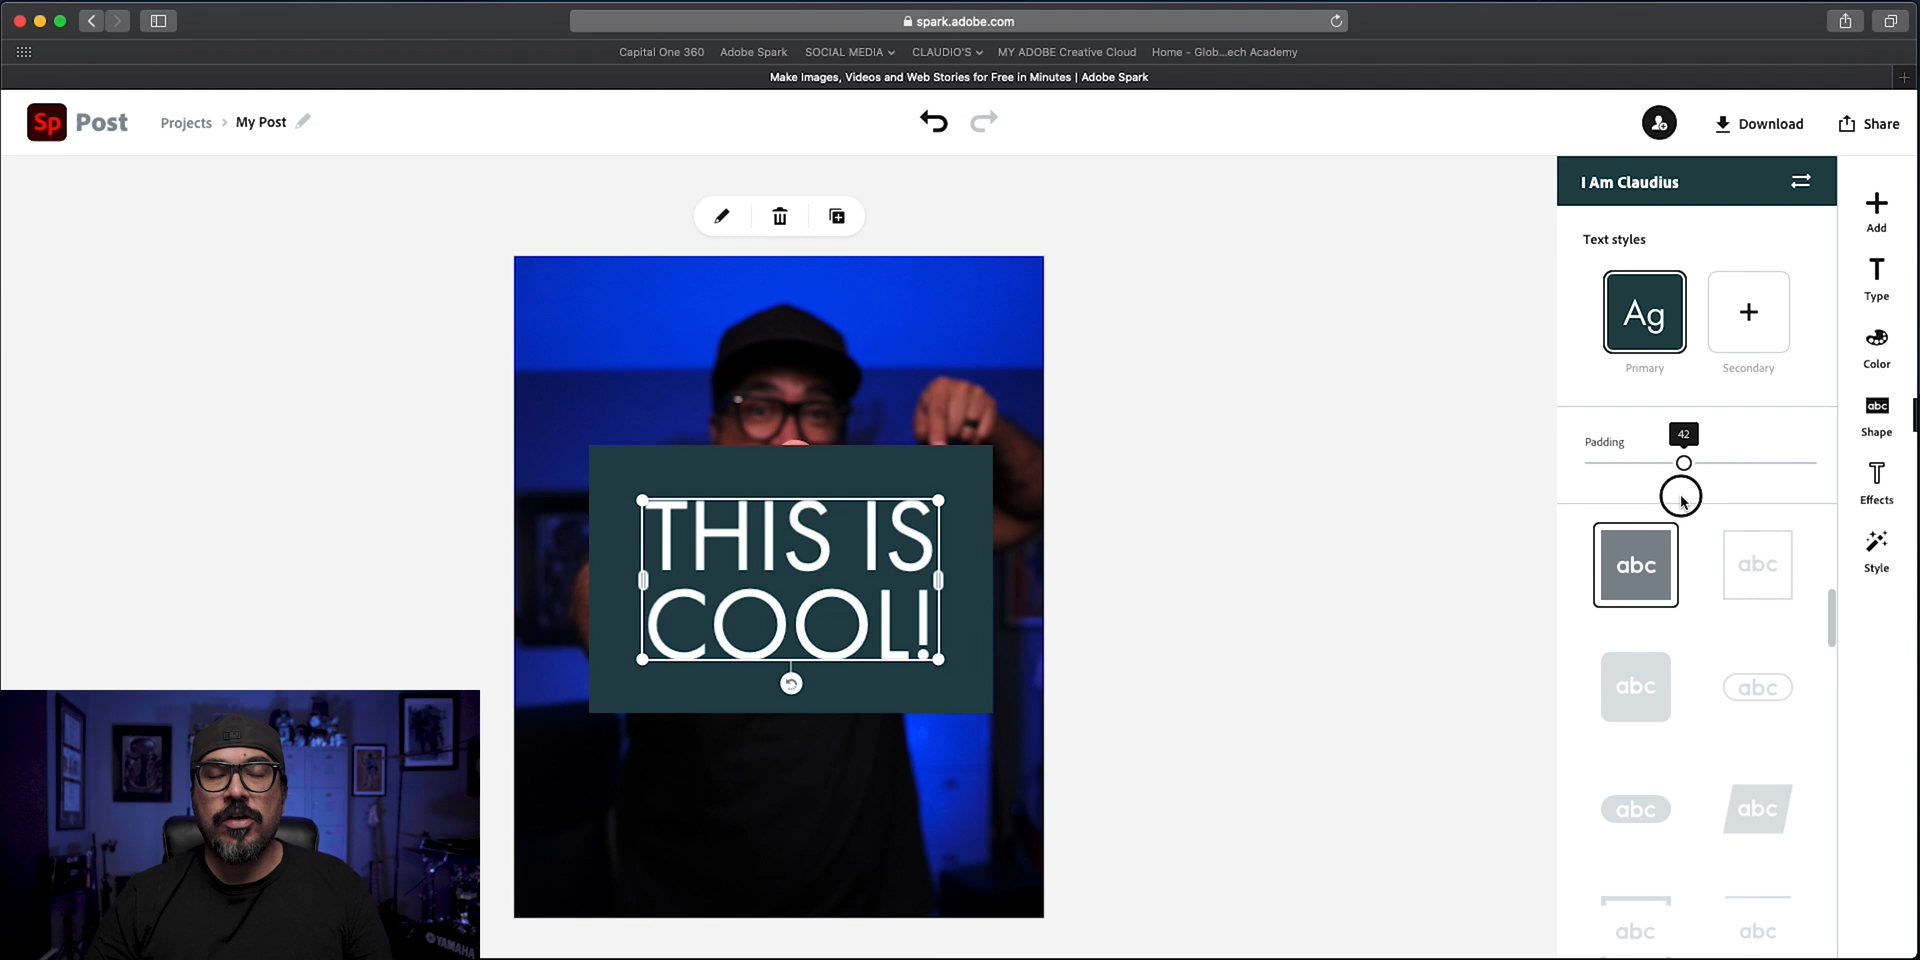 spark.adobe.com
Capital One 360 Adobe Spark SOCIAL MEDIA CLAUDIO'S MY ADOBE Creative Cloud Home - Glob...ech Academy
Make Images, Videos and Web Stories for Free in Minutes | Adobe Spark
Sp Post Projects My Post Download Share
I Am Claudius
Text styles
Ag
Primary Secondary
Padding 42
Add
Type
abc
Shape
Color
Effects
Style
THIS IS
COOL!
abc abc
abc abc
abc abc
abc abc
YAMAHA